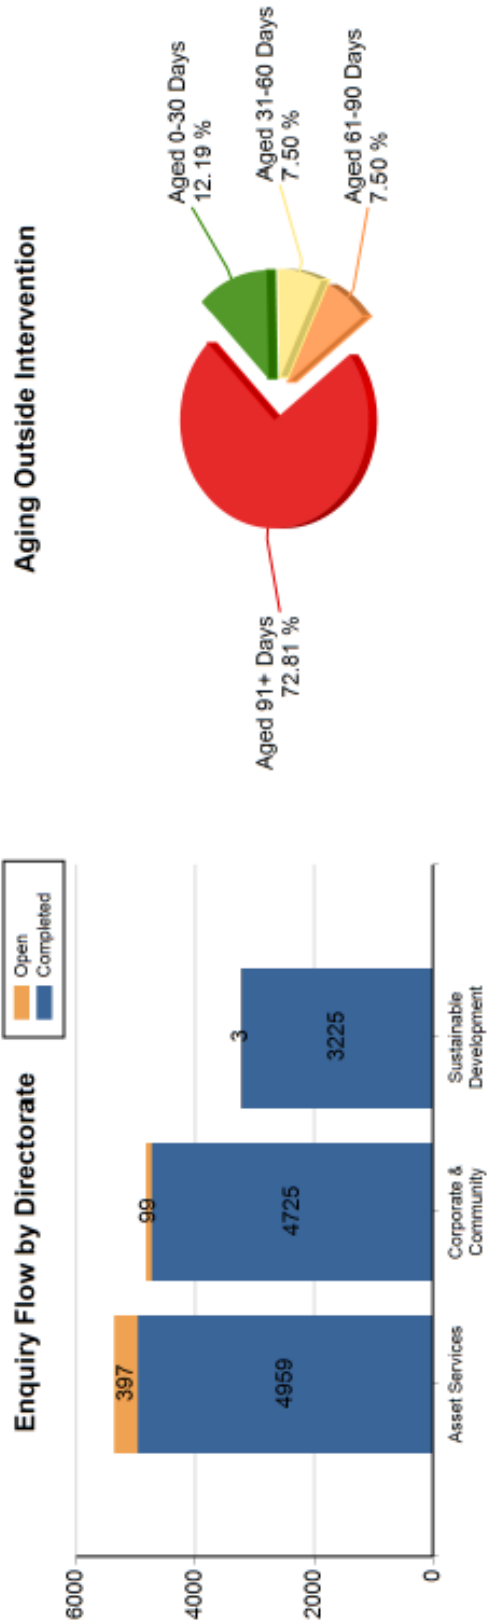 Enquiry Flow by Directorate
Open
Completed
6000
4000
2000
0
397
4959
99
4725
3
3225
Asset Services
Corporate &
Community
Sustainable
Development
Aging Outside Intervention
Aged 0-30 Days
12.19 %
Aged 31-60 Days
7.50 %
Aged 61-90 Days
7.50 %
Aged 91+ Days
72.81 %